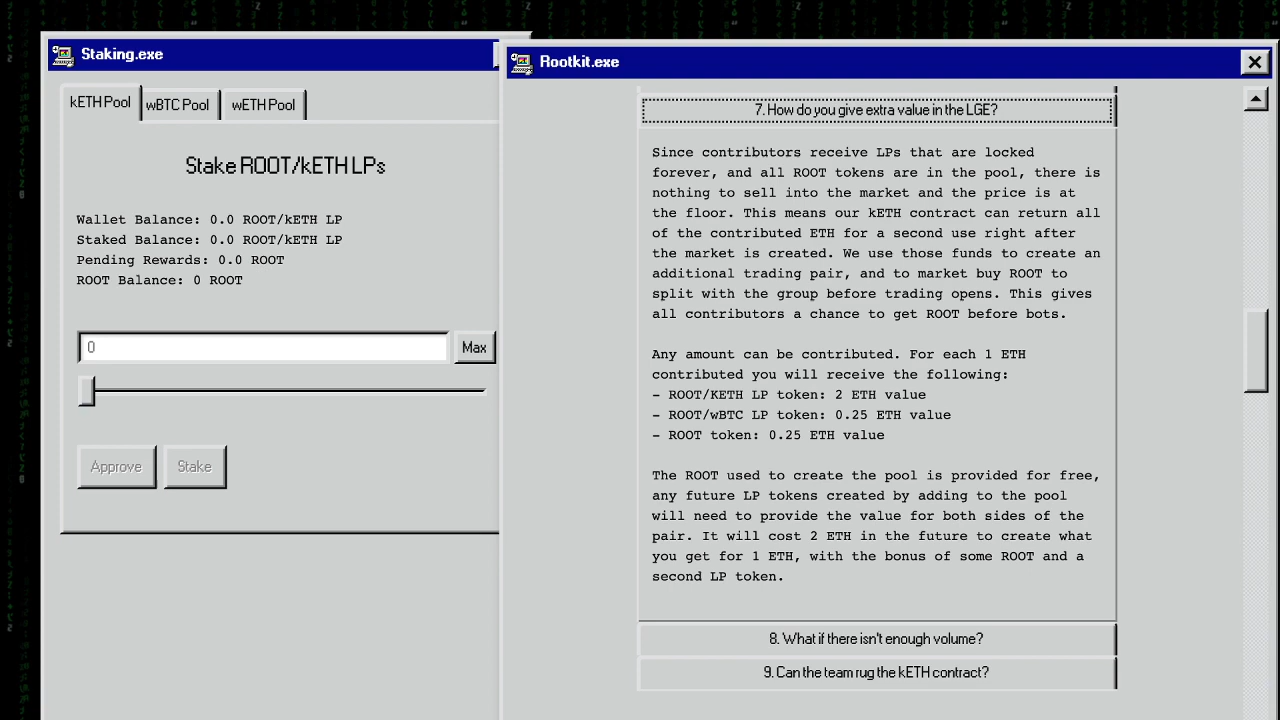 Staking.exe
kETH Pool
wBTC Pool
wETH Pool
Stake ROOT/kETH LPs
Wallet Balance: 0.0 ROOT/kETH LP
Staked Balance: 0.0 ROOT/kETH LP
Pending Rewards: 0.0 ROOT
ROOT Balance: 0 ROOT
0
Max
Approve
Stake
Rootkit.exe
7. How do you give extra value in the LGE?
Since contributors receive LPs that are locked
forever, and all ROOT tokens are in the pool, there is
nothing to sell into the market and the price is at
the floor. This means our kETH contract can return all
of the contributed ETH for a second use right after
the market is created. We use those funds to create an
additional trading pair, and to market buy ROOT to
split with the group before trading opens. This gives
all contributors a chance to get ROOT before bots.
Any amount can be contributed. For each 1 ETH
contributed you will receive the following:
- ROOT/KETH LP token: 2 ETH value
- ROOT/wBTC LP token: 0.25 ETH value
- ROOT token: 0.25 ETH value
The ROOT used to create the pool is provided for free,
any future LP tokens created by adding to the pool
will need to provide the value for both sides of the
pair. It will cost 2 ETH in the future to create what
you get for 1 ETH, with the bonus of some ROOT and a
second LP token.
8. What if there isn't enough volume?
9. Can the team rug the kETH contract?